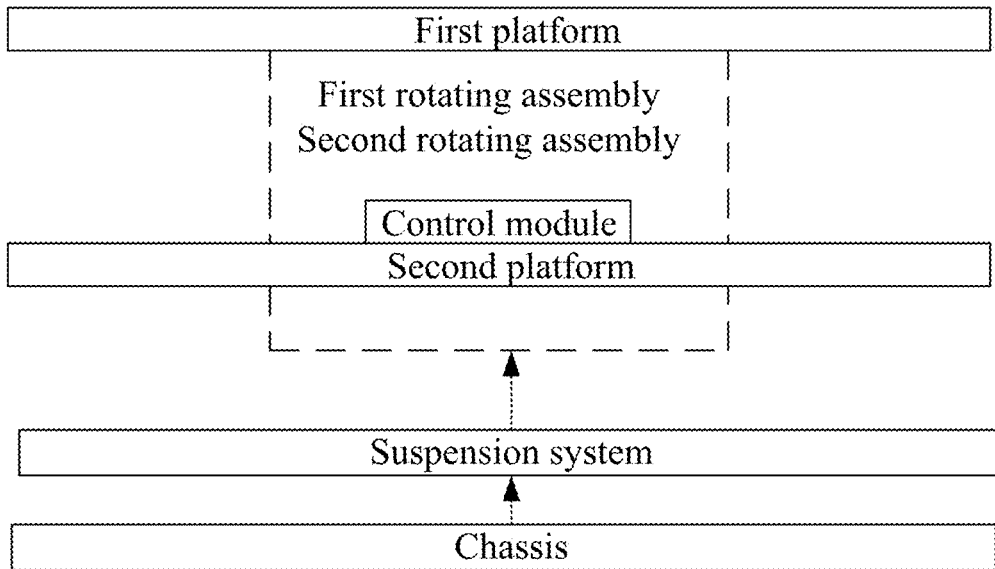 First platform
First rotating assembly
Second rotating assembly
Control module
Second platform
Suspension system
Chassis